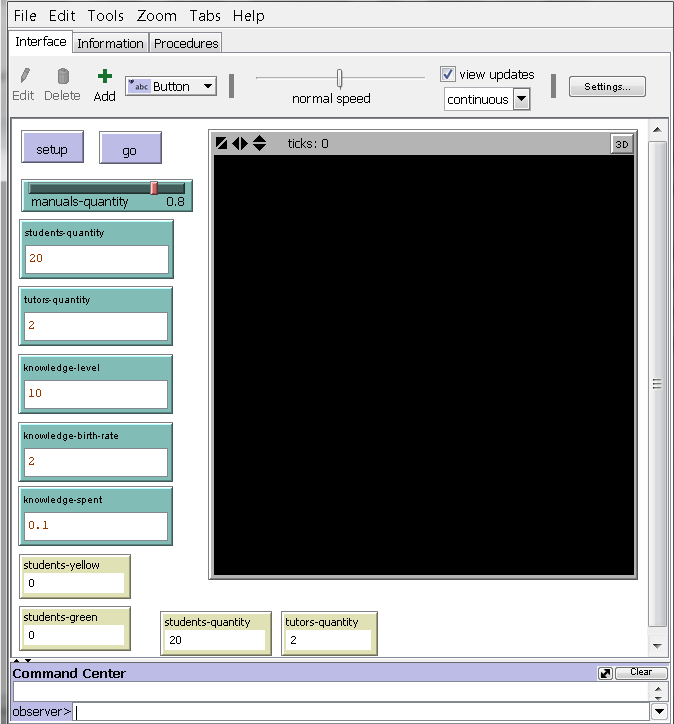 File Edit Tools Zoom Tabs Help
Interface Information Procedures
Edit Delete Add abc Button normal speed view updates continuous Settings...
setup go ticks: 0 3D
manuals-quantity 0.8
students-quantity
20
tutors-quantity
2
knowledge-level
10
knowledge-birth-rate
2
knowledge-spent
0.1
students-yellow
0
students-green
0
students-quantity
20
tutors-quantity
2
Command Center Clear
observer>